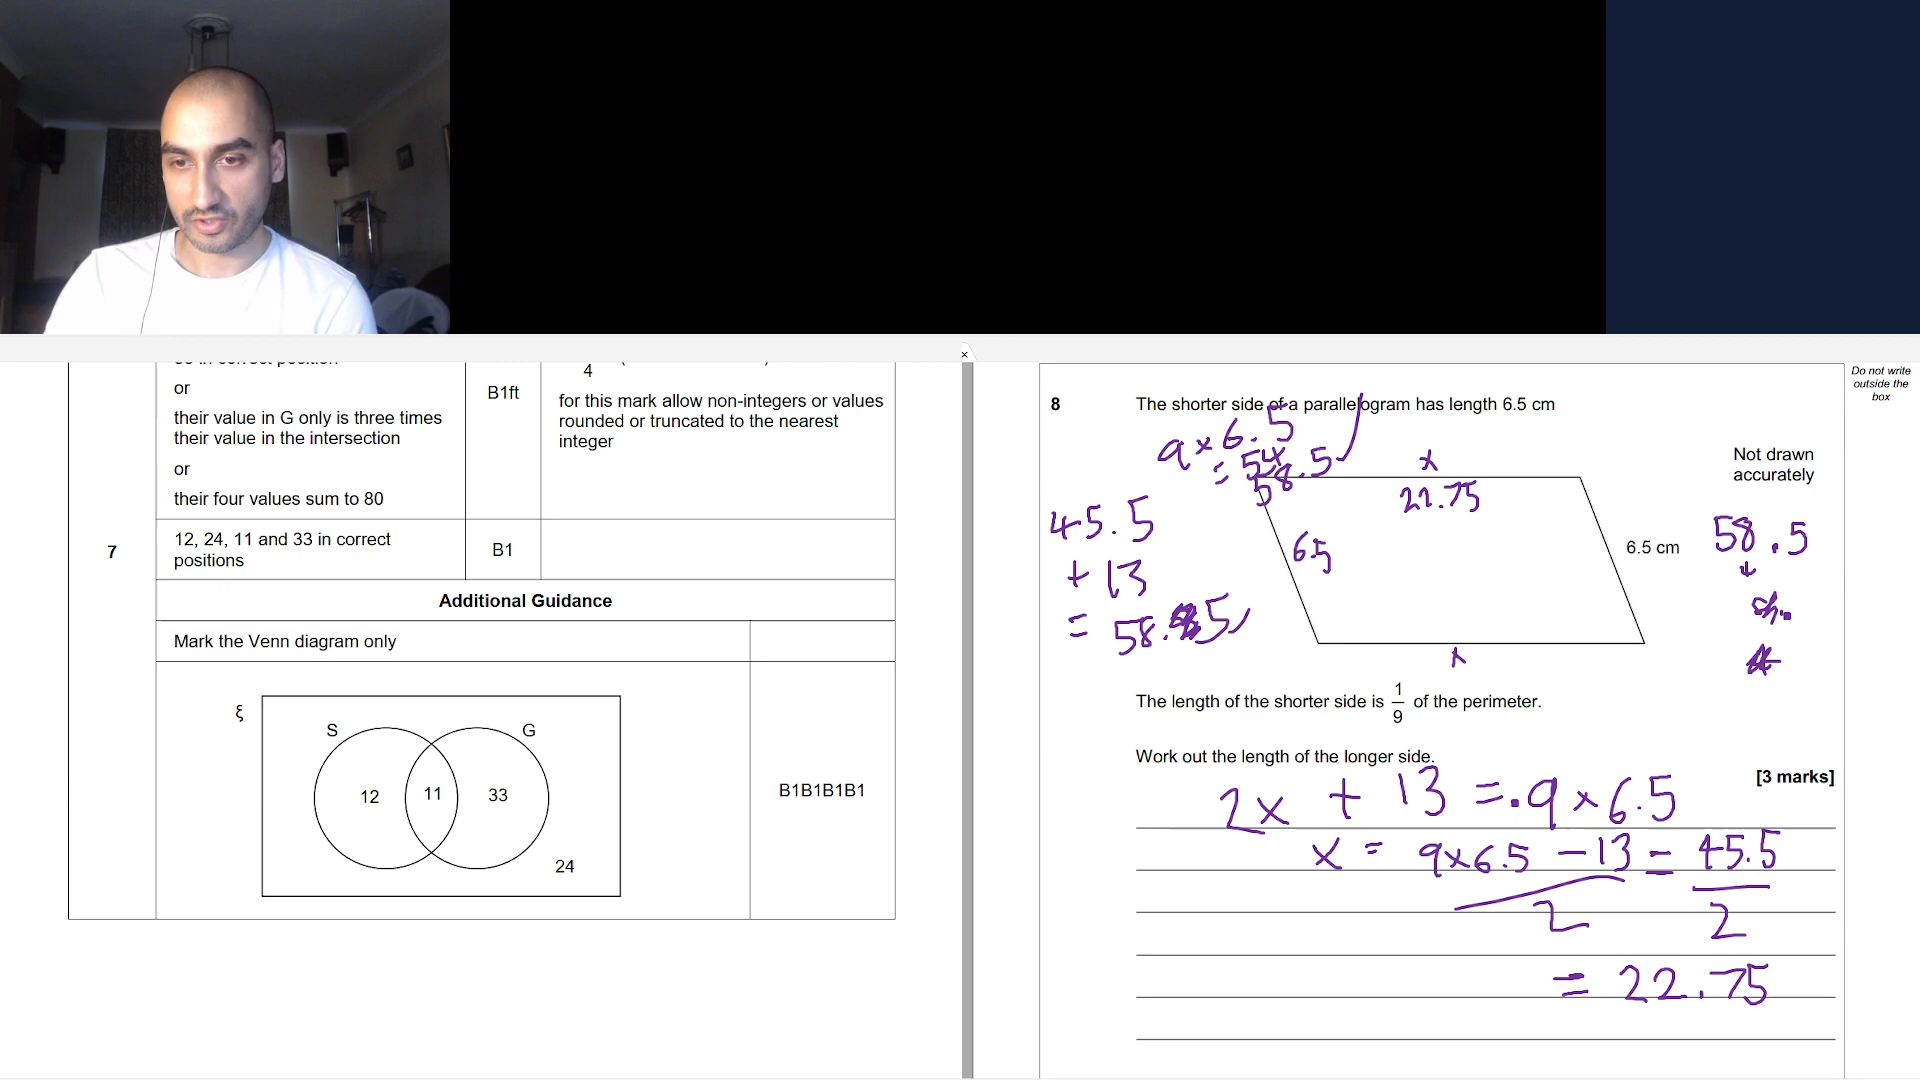 or
their value in G only is three times
their value in the intersection
or
their four values sum to 80
B1ft
4
for this mark allow non-integers or values
rounded or truncated to the nearest
integer
7
12, 24, 11 and 33 in correct
positions
B1
Additional Guidance
Mark the Venn diagram only
ξ
S
G
12
11
33
24
B1B1B1B1
×
Do not write
outside the
box
8
The shorter side of a parallelogram has length 6.5 cm
9 × 6.5
= 54
58.5
Not drawn
accurately
x
22.75
45.5
+ 13
= 58.5
6.5
6.5 cm
58.5
x
The length of the shorter side is 1/9 of the perimeter.
Work out the length of the longer side.
[3 marks]
2x + 13 = 9 × 6.5
x = 9×6.5 − 13 = 45.5
2
2
= 22.75